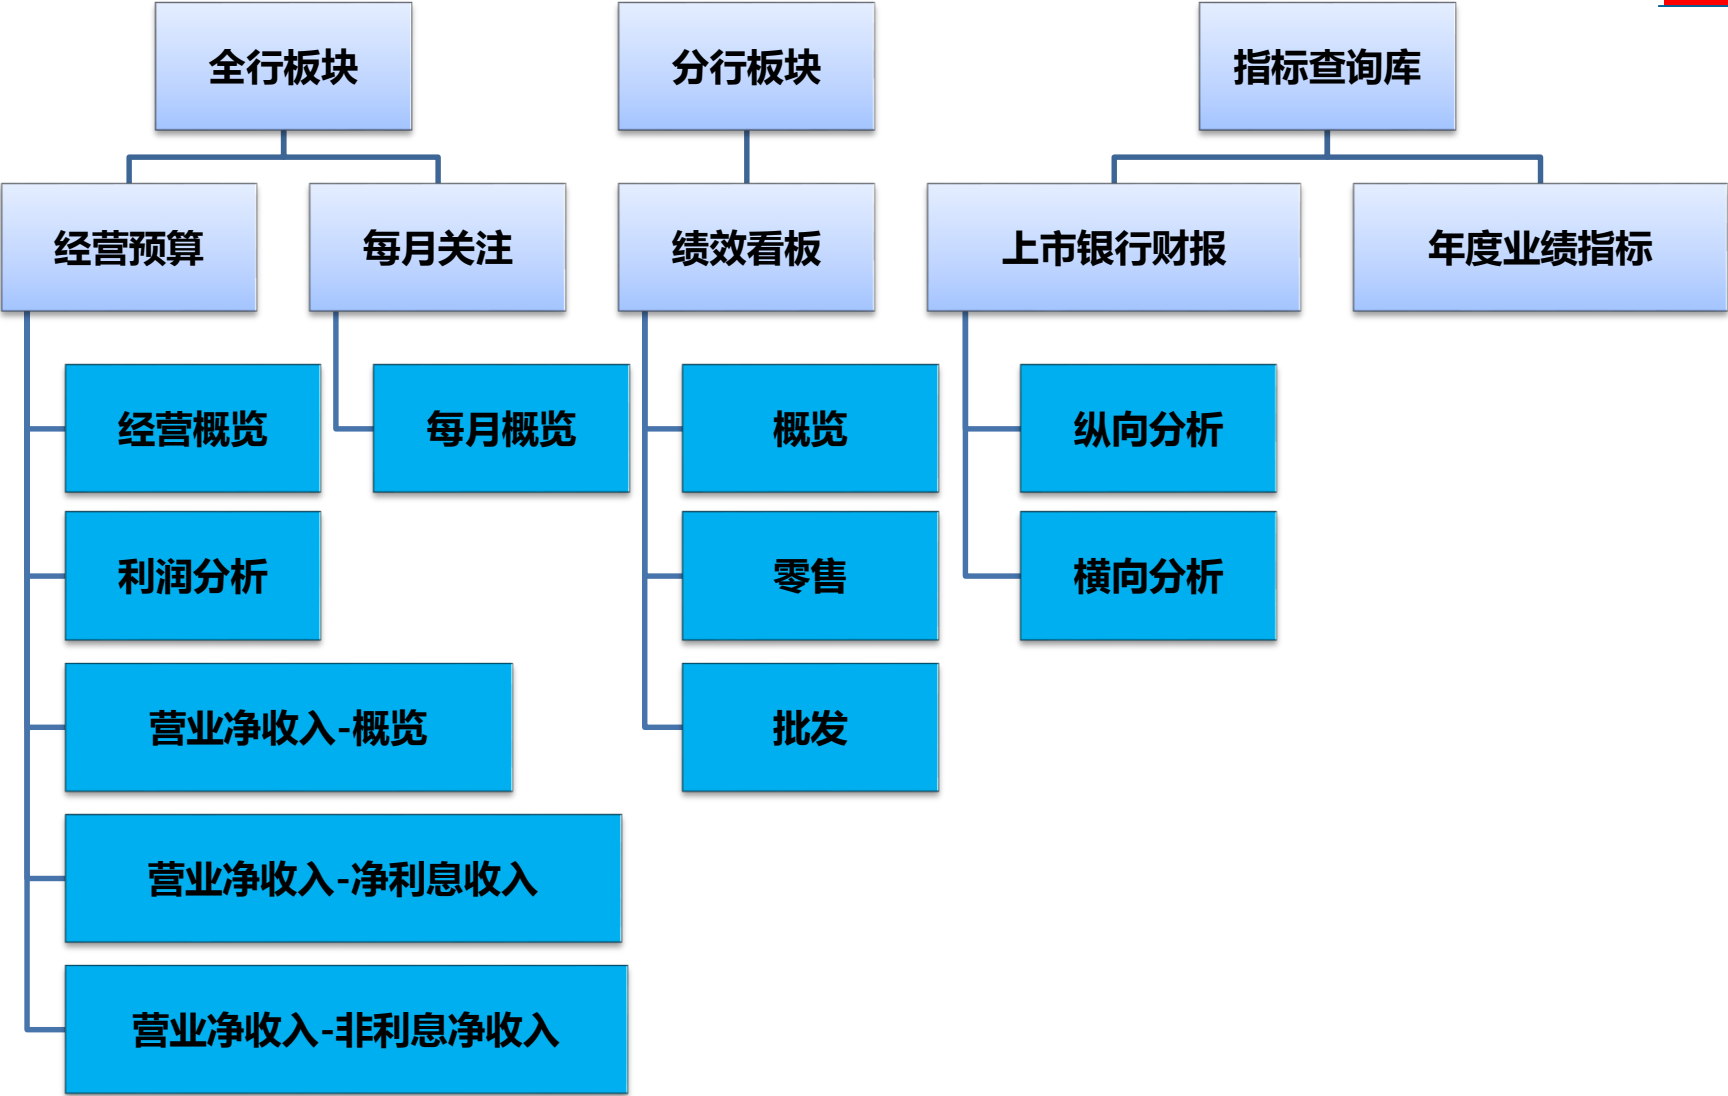 全行板块
分行板块
指标查询库
经营预算
每月关注
绩效看板
上市银行财报
年度业绩指标
经营概览
每月概览
概览
纵向分析
利润分析
零售
横向分析
营业净收入-概览
批发
营业净收入-净利息收入
营业净收入-非利息净收入